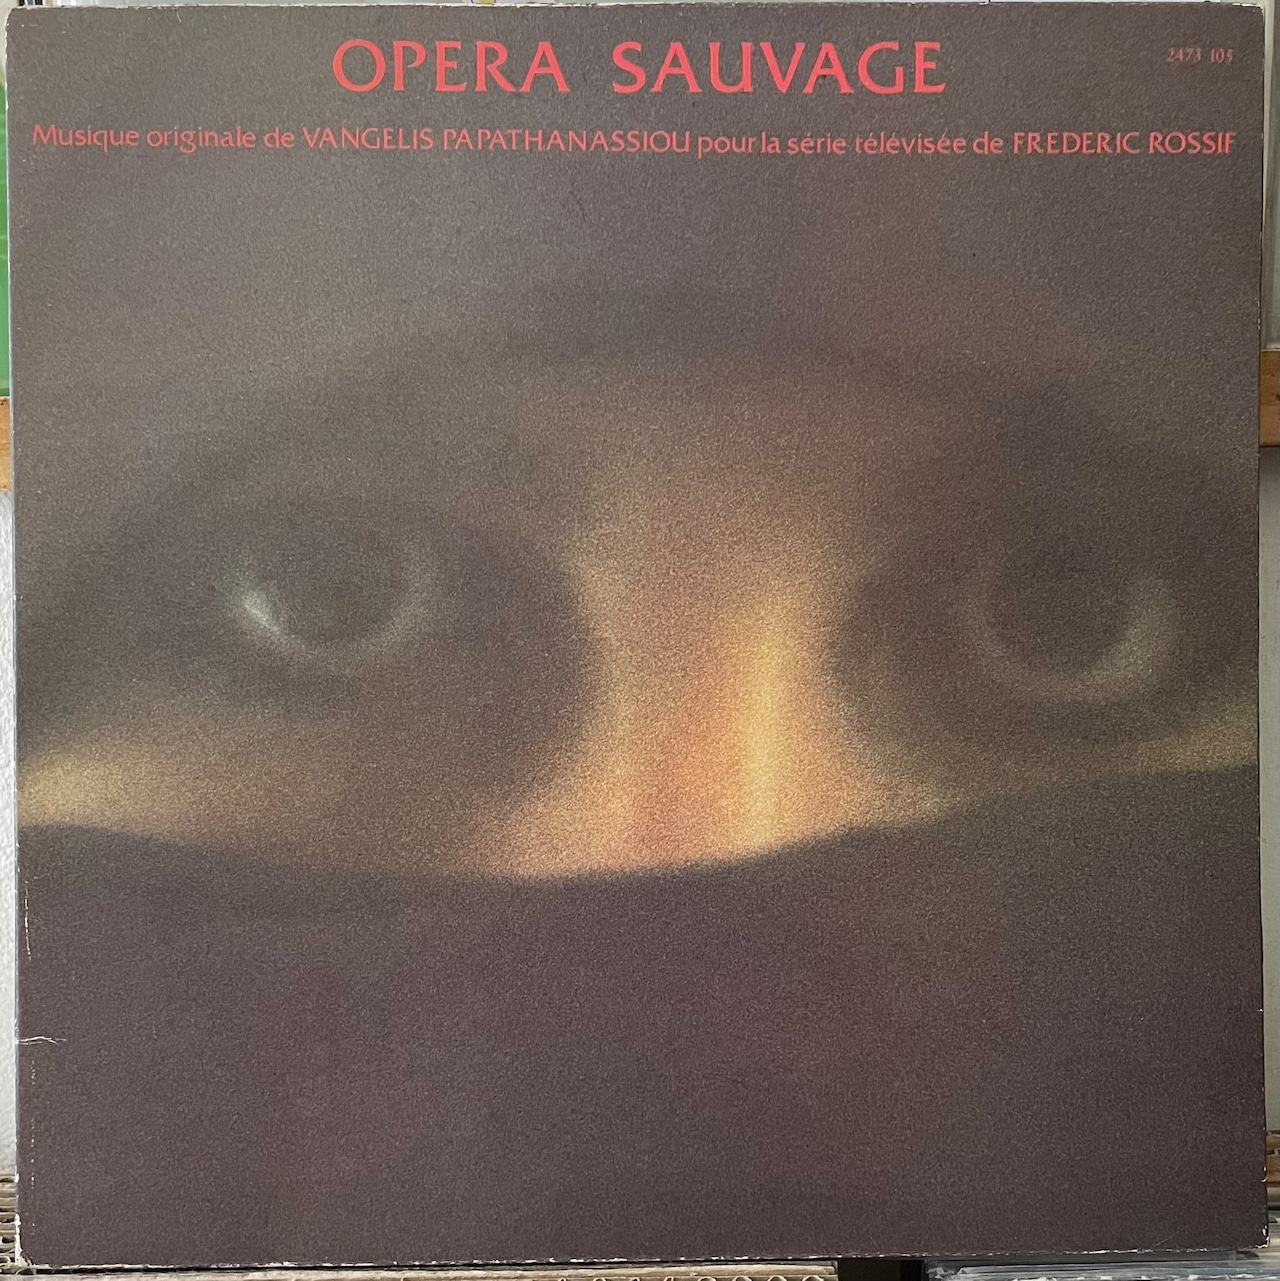 OPERA SAUVAGE
2473 105
Musique originale de VANGELIS PAPATHANASSIOU pour la série télévisée de FREDERIC ROSSIF